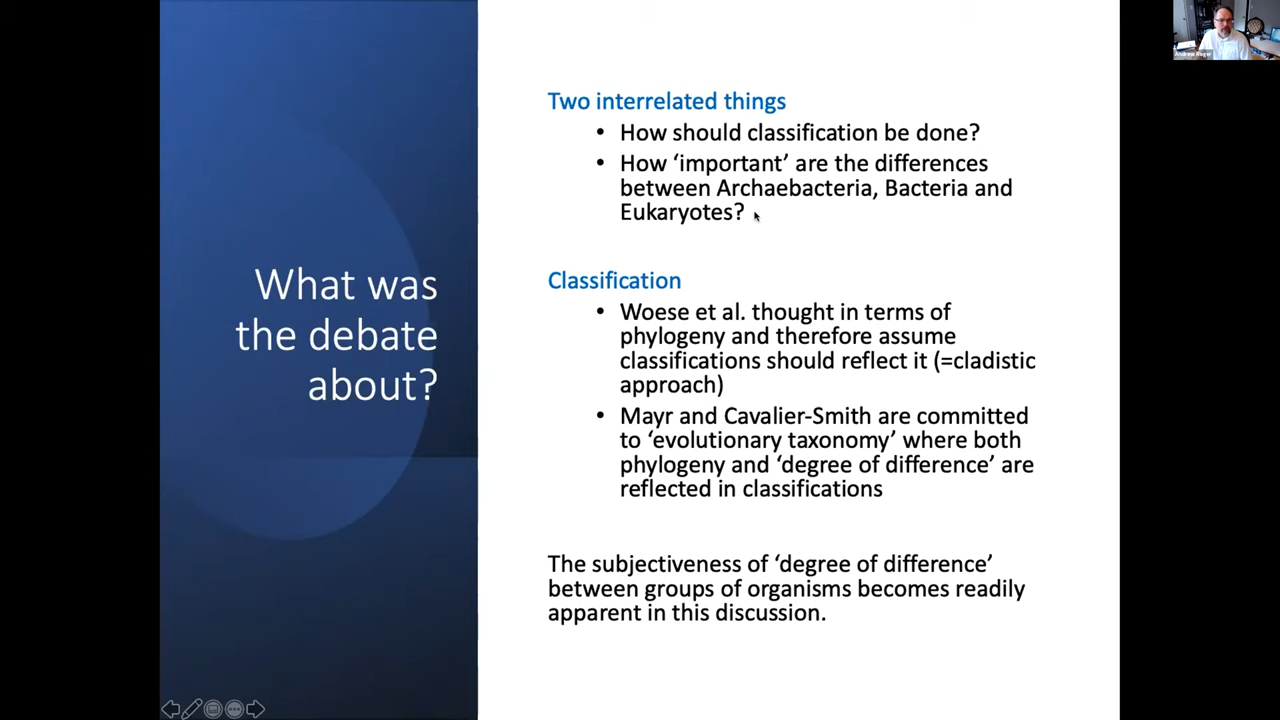 What was
the debate
about?
Two interrelated things
• How should classification be done?
• How ‘important’ are the differences
between Archaebacteria, Bacteria and
Eukaryotes?
Classification
• Woese et al. thought in terms of
phylogeny and therefore assume
classifications should reflect it (=cladistic
approach)
• Mayr and Cavalier-Smith are committed
to ‘evolutionary taxonomy’ where both
phylogeny and ‘degree of difference’ are
reflected in classifications
The subjectiveness of ‘degree of difference’
between groups of organisms becomes readily
apparent in this discussion.
Andrew Roger